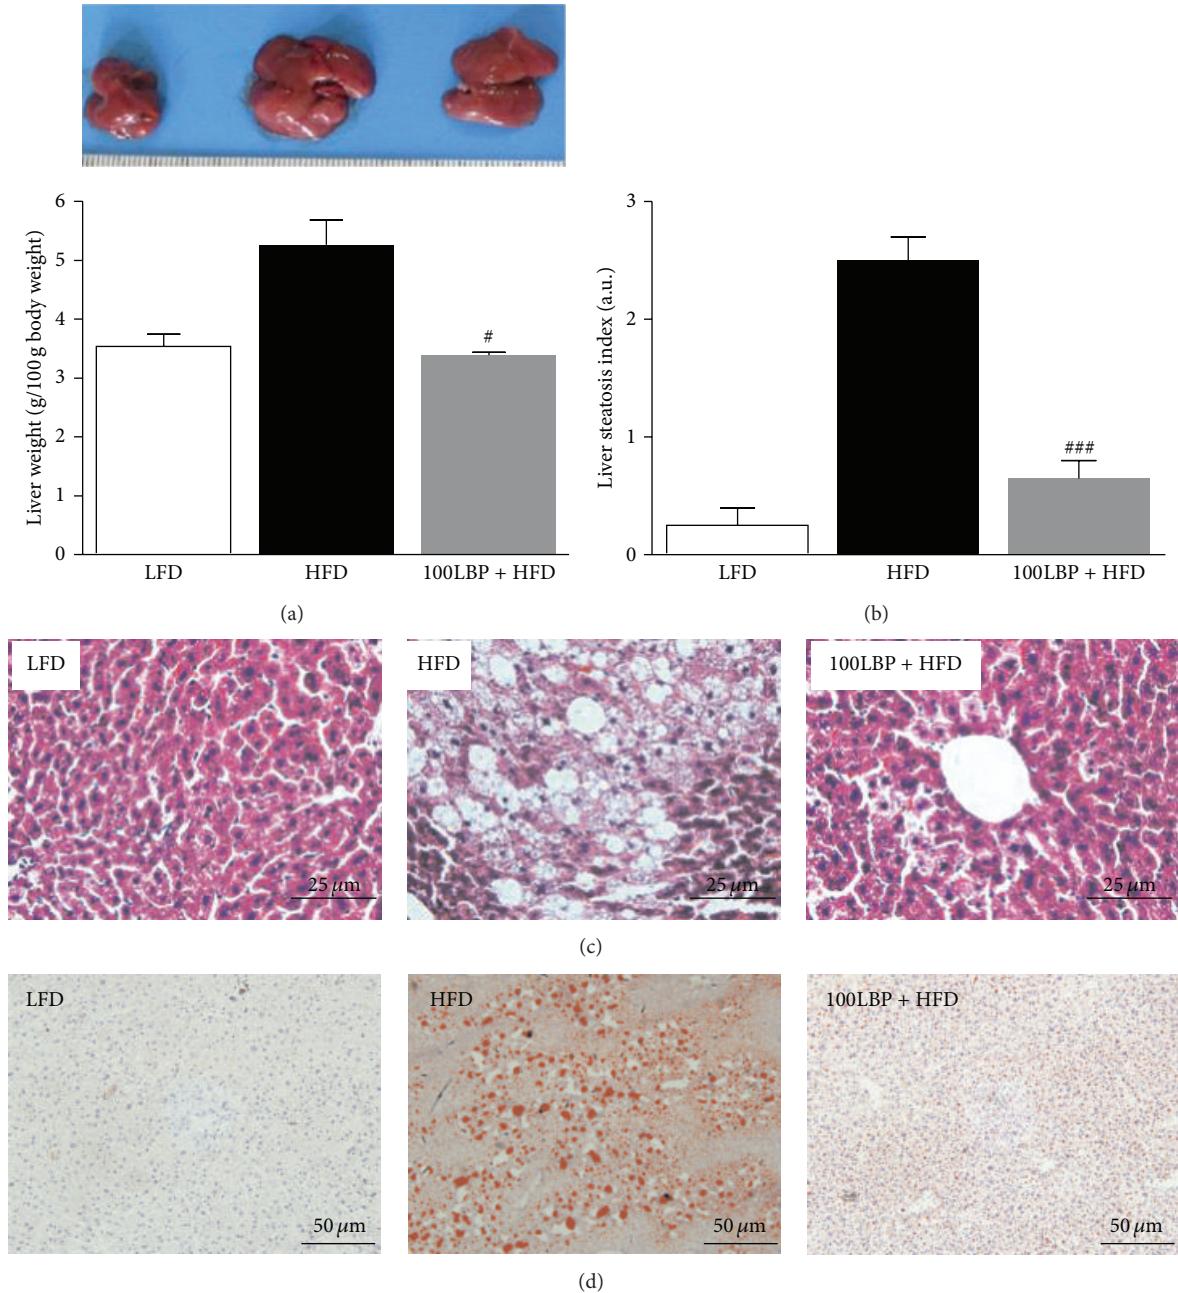 6
5
4
3
2
1
0
Liver weight (g/100 g body weight)
#
LFD
HFD
100LBP + HFD
(a)
3
2
1
0
Liver steatosis index (a.u.)
###
LFD
HFD
100LBP + HFD
(b)
LFD
HFD
100LBP + HFD
25 μm
25 μm
25 μm
(c)
LFD
HFD
100LBP + HFD
50 μm
50 μm
50 μm
(d)